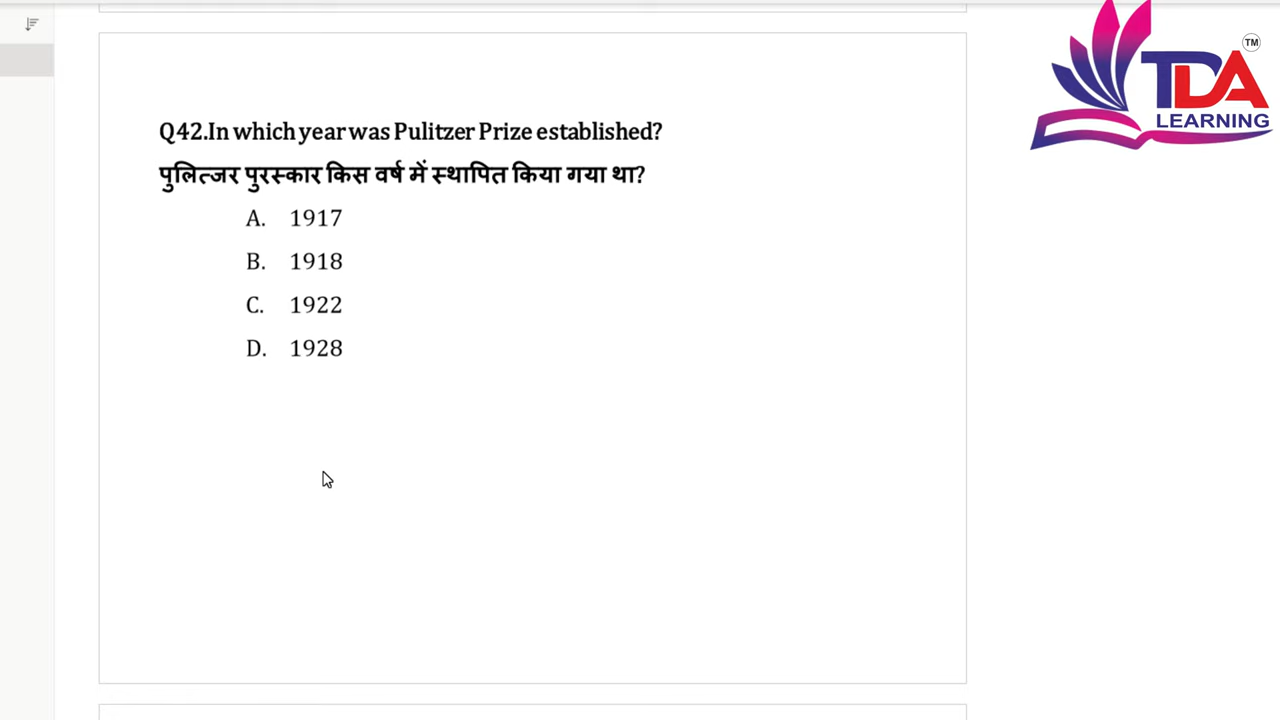 TDA
TM
LEARNING
Q42.In which year was Pulitzer Prize established?
पुलित्जर पुरस्कार किस वर्ष में स्थापित किया गया था?
A. 1917
B. 1918
C. 1922
D. 1928